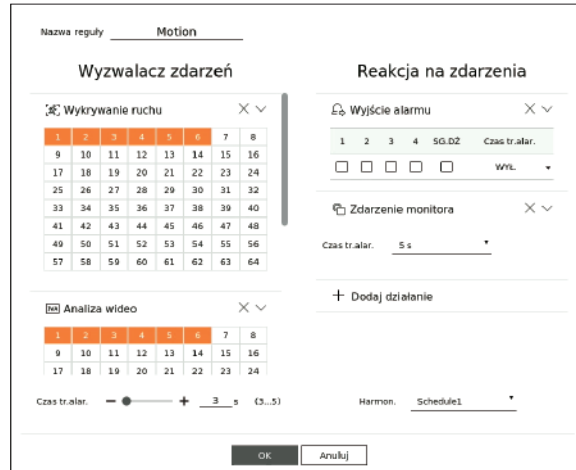 Nazwa reguły Motion
Wyzwalacz zdarzeń
Wykrywanie ruchu
1 2 3 4 5 6 7 8
9 10 11 12 13 14 15 16
17 18 19 20 21 22 23 24
25 26 27 28 29 30 31 32
33 34 35 36 37 38 39 40
41 42 43 44 45 46 47 48
49 50 51 52 53 54 55 56
57 58 59 60 61 62 63 64
IVA Analiza wideo
1 2 3 4 5 6 7 8
9 10 11 12 13 14 15 16
17 18 19 20 21 22 23 24
Czas tr.alar. 3 s (3...5)
Reakcja na zdarzenia
Wyjście alarmu
1 2 3 4 SG.DŹ Czas tr.alar.
WYŁ.
Zdarzenie monitora
Czas tr.alar. 5 s
+ Dodaj działanie
Harmon. Schedule1
OK Anuluj